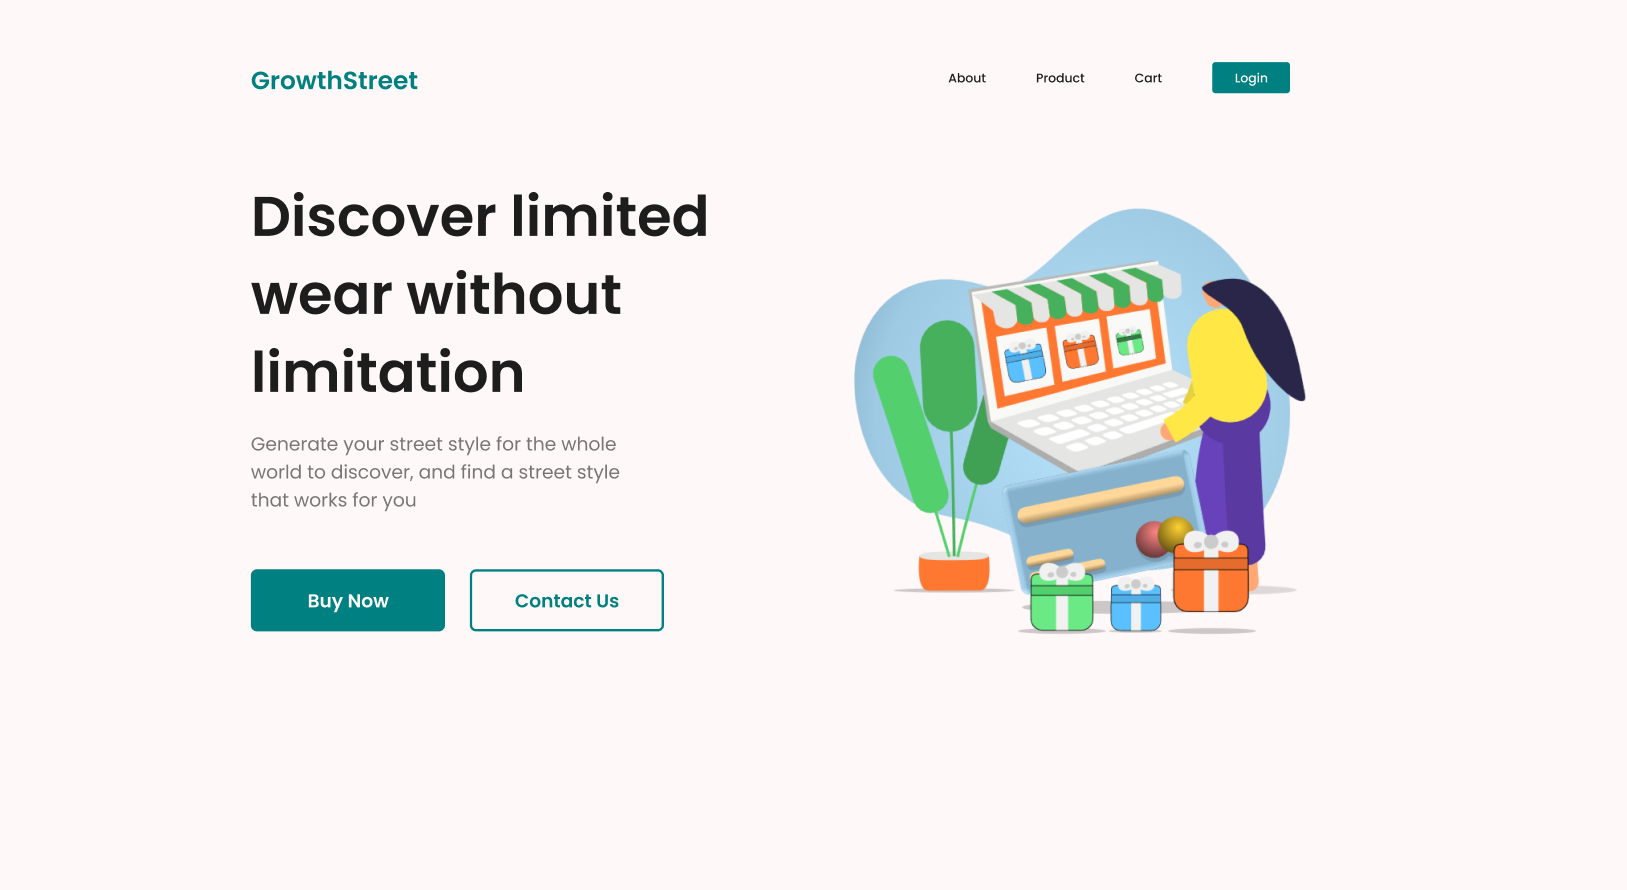 GrowthStreet
About
Product
Cart
Login
Discover limited
wear without
limitation
Generate your street style for the whole
world to discover, and find a street style
that works for you
Buy Now
Contact Us